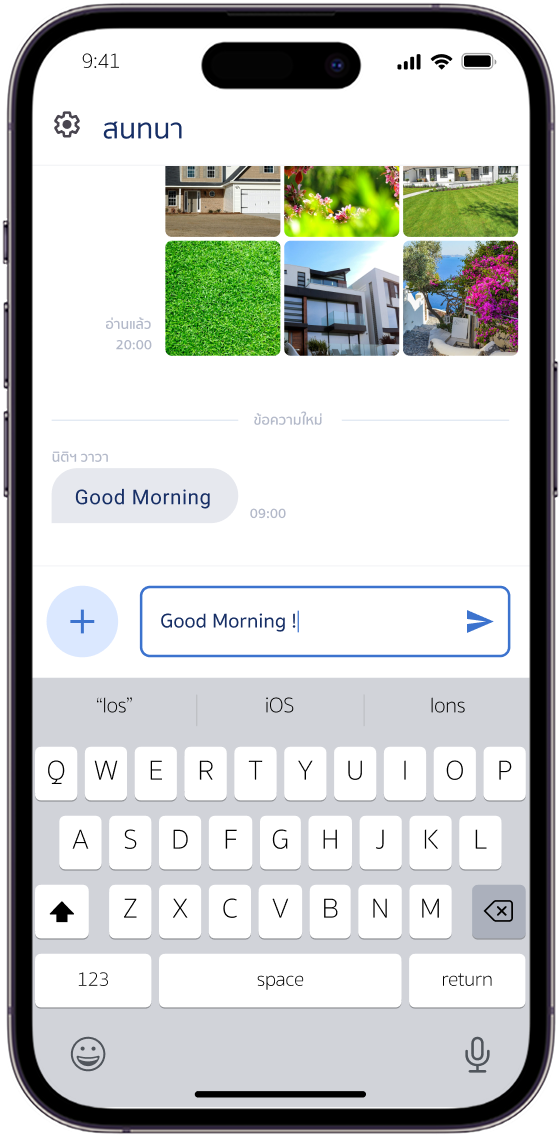 9:41
สนทนา
อ่านแล้ว
20:00
ข้อความใหม่
นิติฯ วาวา
Good Morning
09:00
Good Morning !
“los” iOS Ions
Q W E R T Y U I O P
A S D F G H J K L
Z X C V B N M
123 space return